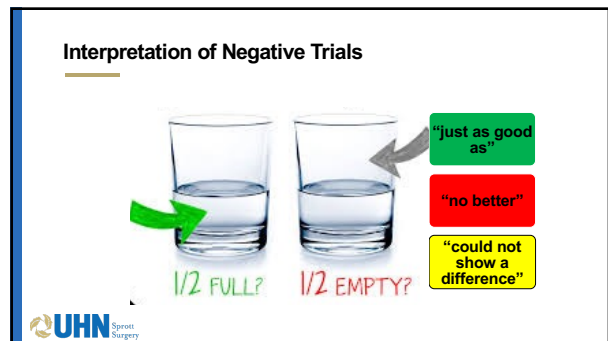 Interpretation of Negative Trials
“just as good
as”
“no better”
“could not
show a
difference”
1/2 FULL?
1/2 EMPTY?
UHN Sprott
Surgery